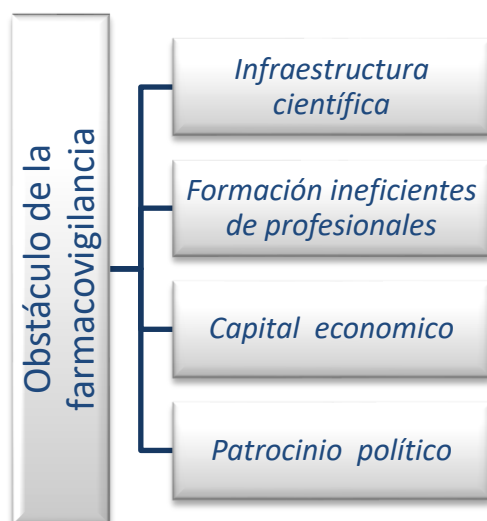 Obstáculo de la
farmacovigilancia
Infraestructura
científica
Formación ineficientes
de profesionales
Capital economico
Patrocinio político